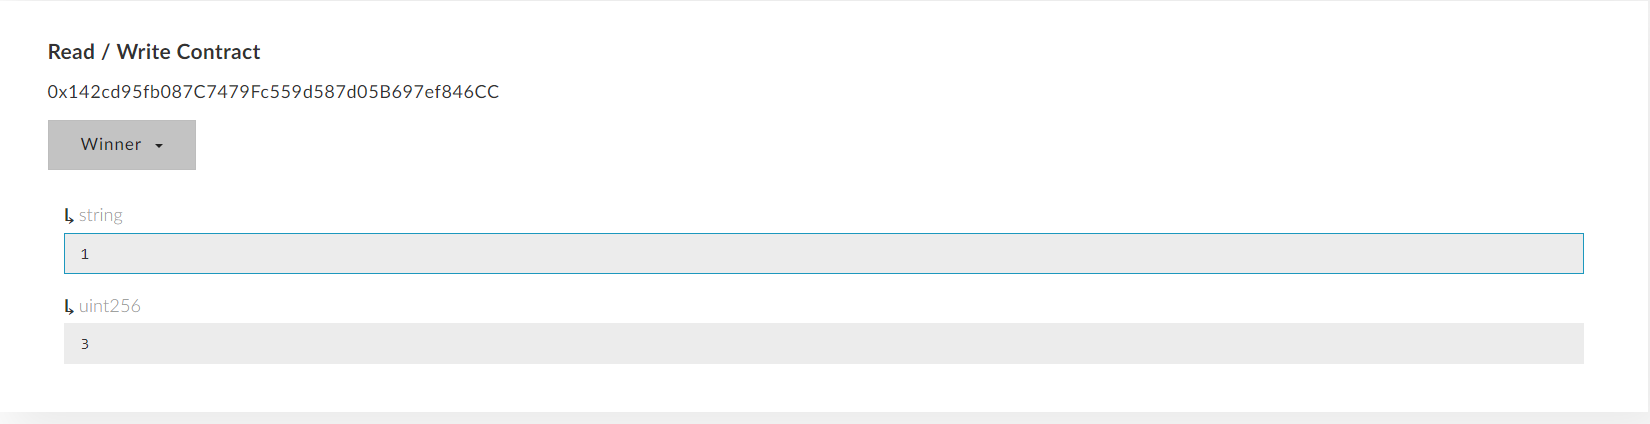 Read / Write Contract
0x142cd95fb087C7479Fc559d587d05B697ef846CC
Winner
string
1
uint256
3